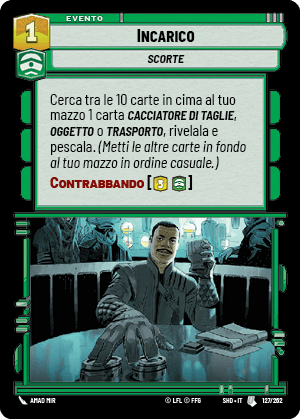 EVENTO
1
INCARICO
SCORTE
Cerca tra le 10 carte in cima al tuo
mazzo 1 carta CACCIATORE DI TAGLIE,
OGGETTO o TRASPORTO, rivelala e
pescala. (Metti le altre carte in fondo
al tuo mazzo in ordine casuale.)
CONTRABBANDO [3]
AMAD MIR
© LFL © FFG
SHD • IT
127/262